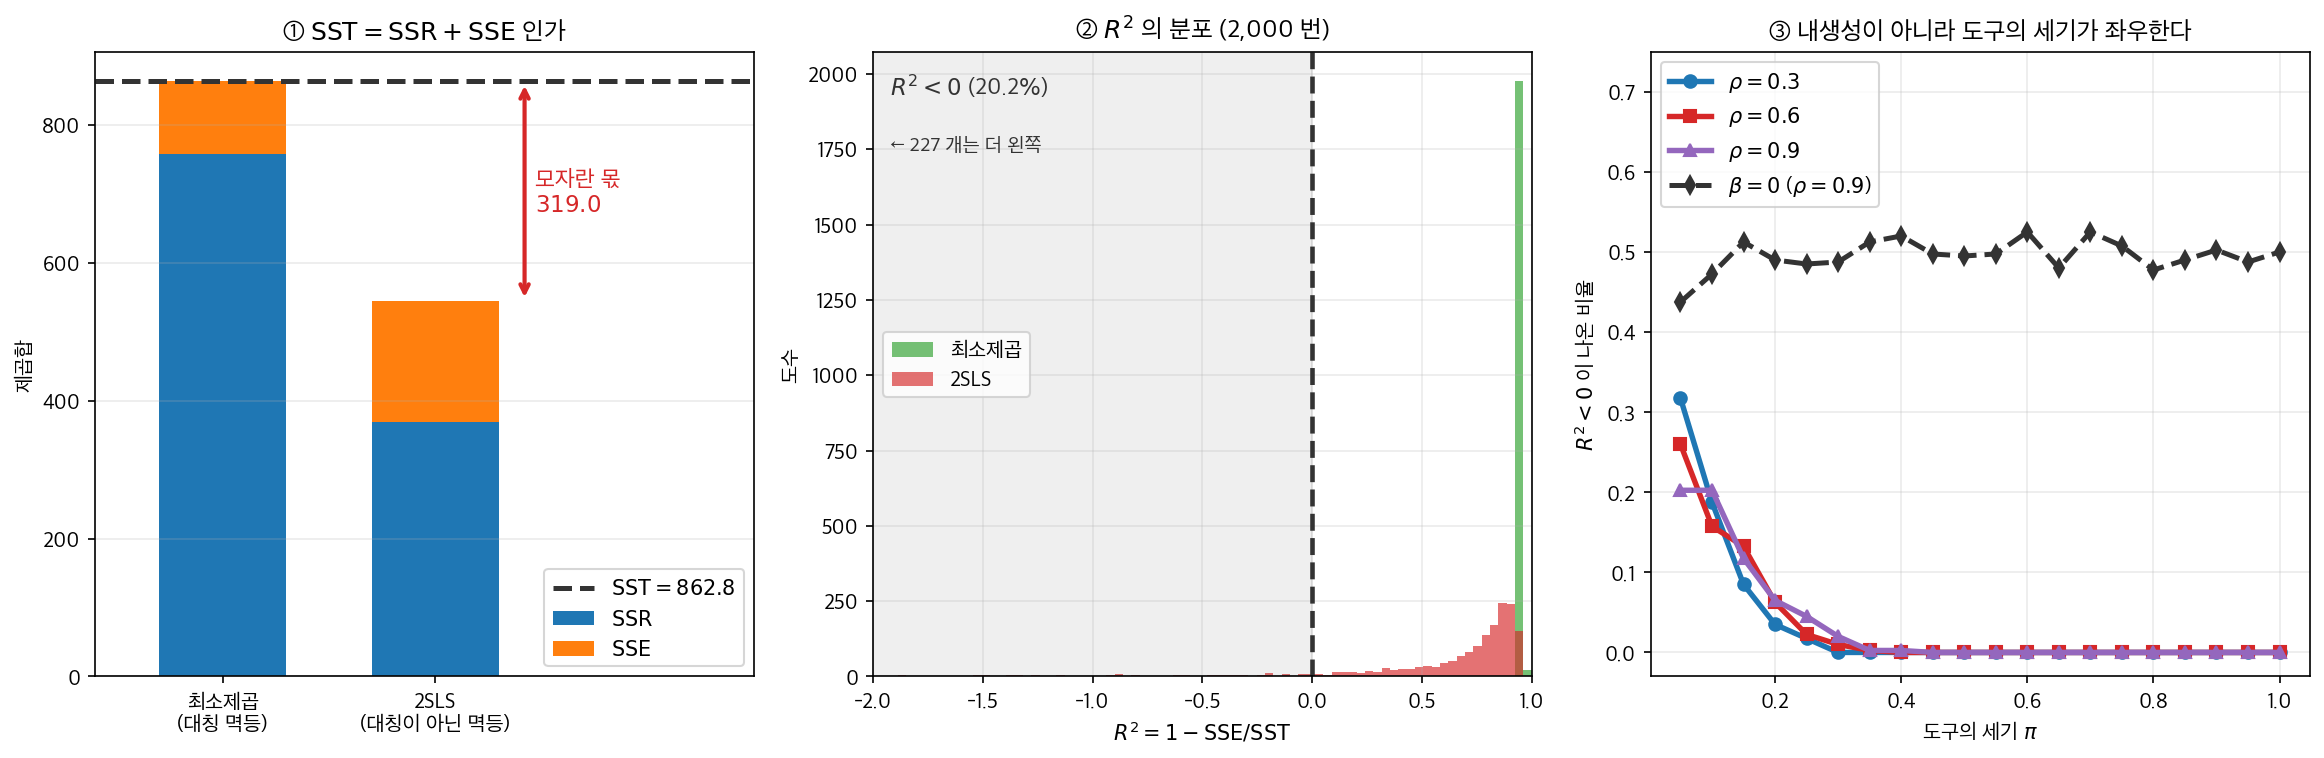 ① SST = SSR + SSE 인가
제곱합
800
600
400
200
0
모자란 몫
319.0
SST = 862.8
SSR
SSE
최소제곱
(대칭 멱등)
2SLS
(대칭이 아닌 멱등)
② R² 의 분포 (2,000 번)
도수
2000
1750
1500
1250
1000
750
500
250
0
R² < 0 (20.2%)
← 227 개는 더 왼쪽
최소제곱
2SLS
-2.0
-1.5
-1.0
-0.5
0.0
0.5
1.0
R² = 1 − SSE/SST
③ 내생성이 아니라 도구의 세기가 좌우한다
R² < 0 이 나온 비율
0.7
0.6
0.5
0.4
0.3
0.2
0.1
0.0
ρ = 0.3
ρ = 0.6
ρ = 0.9
β = 0 (ρ = 0.9)
0.2
0.4
0.6
0.8
1.0
도구의 세기 π